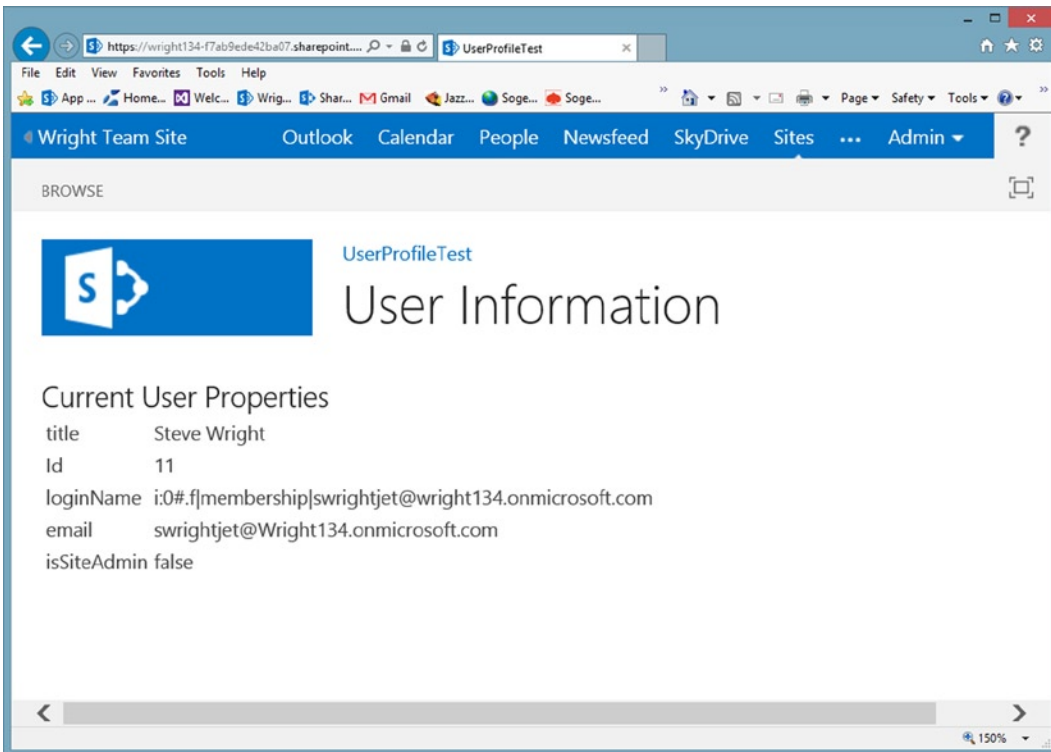 https://wright134-f7ab9ede42ba07.sharepoint....
UserProfileTest
File Edit View Favorites Tools Help
App ... Home... Welc... Wrig... Shar... Gmail Jazz... Soge... Soge... » Page Safety Tools »
Wright Team Site Outlook Calendar People Newsfeed SkyDrive Sites ... Admin ?
BROWSE
S
UserProfileTest
User Information
Current User Properties
title Steve Wright
Id 11
loginName i:0#.f|membership|swrightjet@wright134.onmicrosoft.com
email swrightjet@Wright134.onmicrosoft.com
isSiteAdmin false
150%